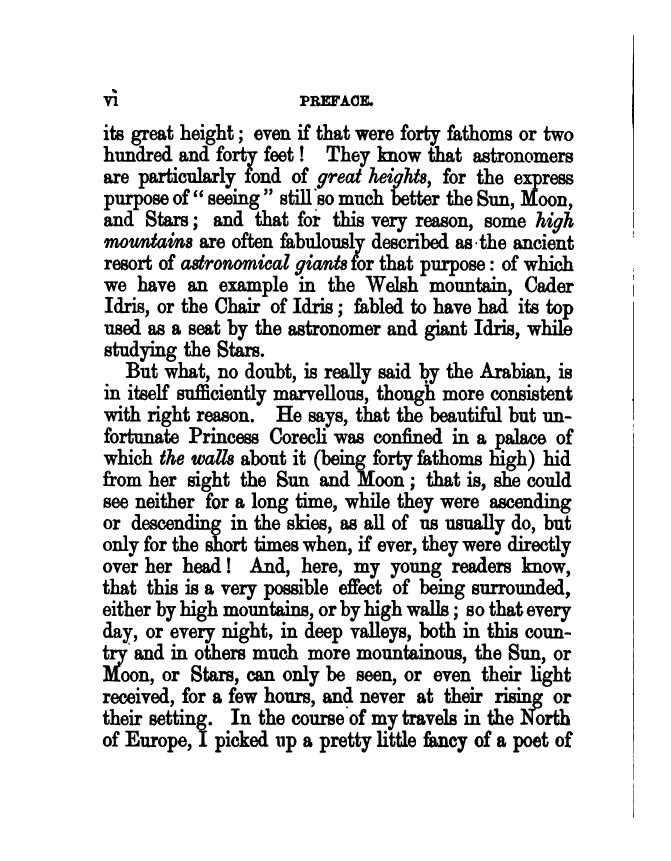 vi PREFACE.
its great height; even if that were forty fathoms or two
hundred and forty feet! They know that astronomers
are particularly fond of great heights, for the express
purpose of "seeing" still so much better the Sun, Moon,
and Stars; and that for this very reason, some high
mountains are often fabulously described as the ancient
resort of astronomical giants for that purpose: of which
we have an example in the Welsh mountain, Cader
Idris, or the Chair of Idris; fabled to have had its top
used as a seat by the astronomer and giant Idris, while
studying the Stars.
But what, no doubt, is really said by the Arabian, is
in itself sufficiently marvellous, though more consistent
with right reason. He says, that the beautiful but un-
fortunate Princess Corecli was confined in a palace of
which the walls about it (being forty fathoms high) hid
from her sight the Sun and Moon; that is, she could
see neither for a long time, while they were ascending
or descending in the skies, as all of us usually do, but
only for the short times when, if ever, they were directly
over her head! And, here, my young readers know,
that this is a very possible effect of being surrounded,
either by high mountains, or by high walls; so that every
day, or every night, in deep valleys, both in this coun-
try and in others much more mountainous, the Sun, or
Moon, or Stars, can only be seen, or even their light
received, for a few hours, and never at their rising or
their setting. In the course of my travels in the North
of Europe, I picked up a pretty little fancy of a poet of